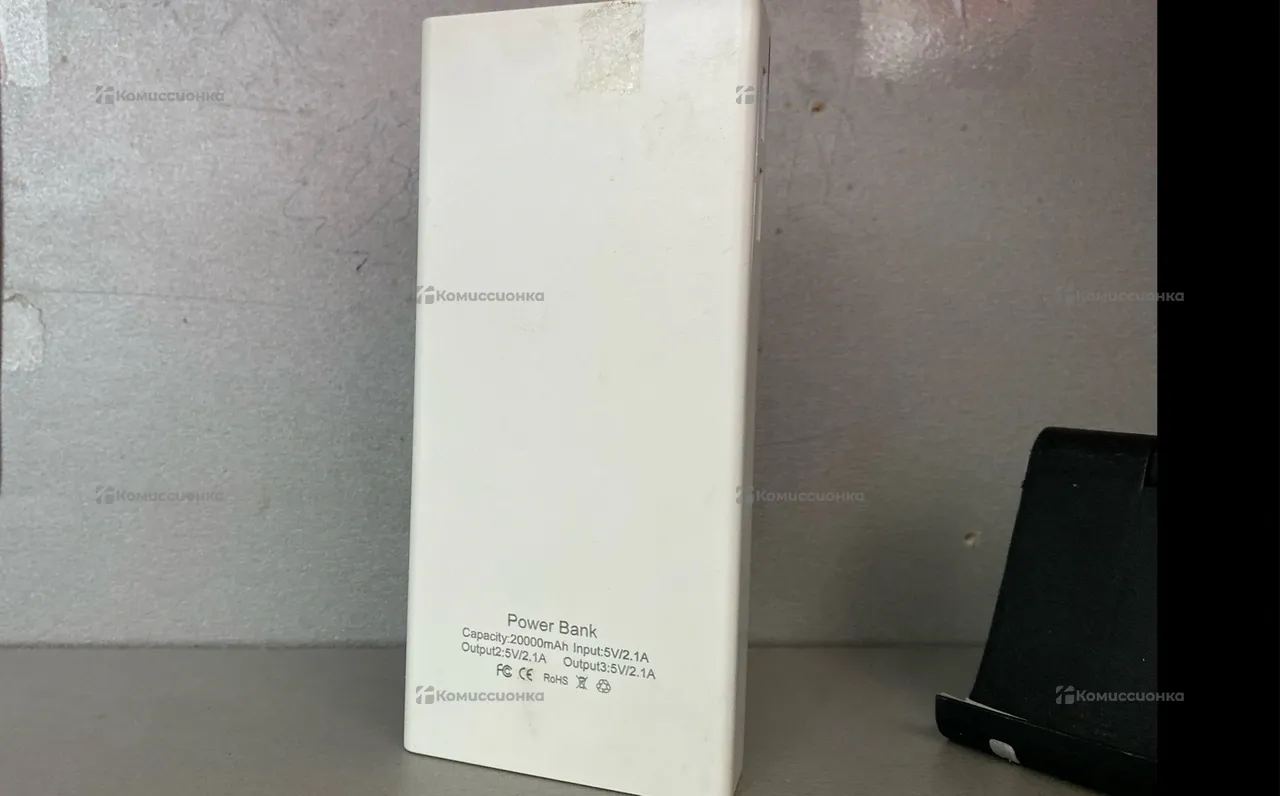 Комиссионка
Комиссионка
Комиссионка
Комиссионка
Комиссионка
Power Bank
Capacity:20000mAh Input:5V/2.1A
Output2:5V/2.1A Output3:5V/2.1A
FC CE RoHS
Комиссионка
Комиссионка